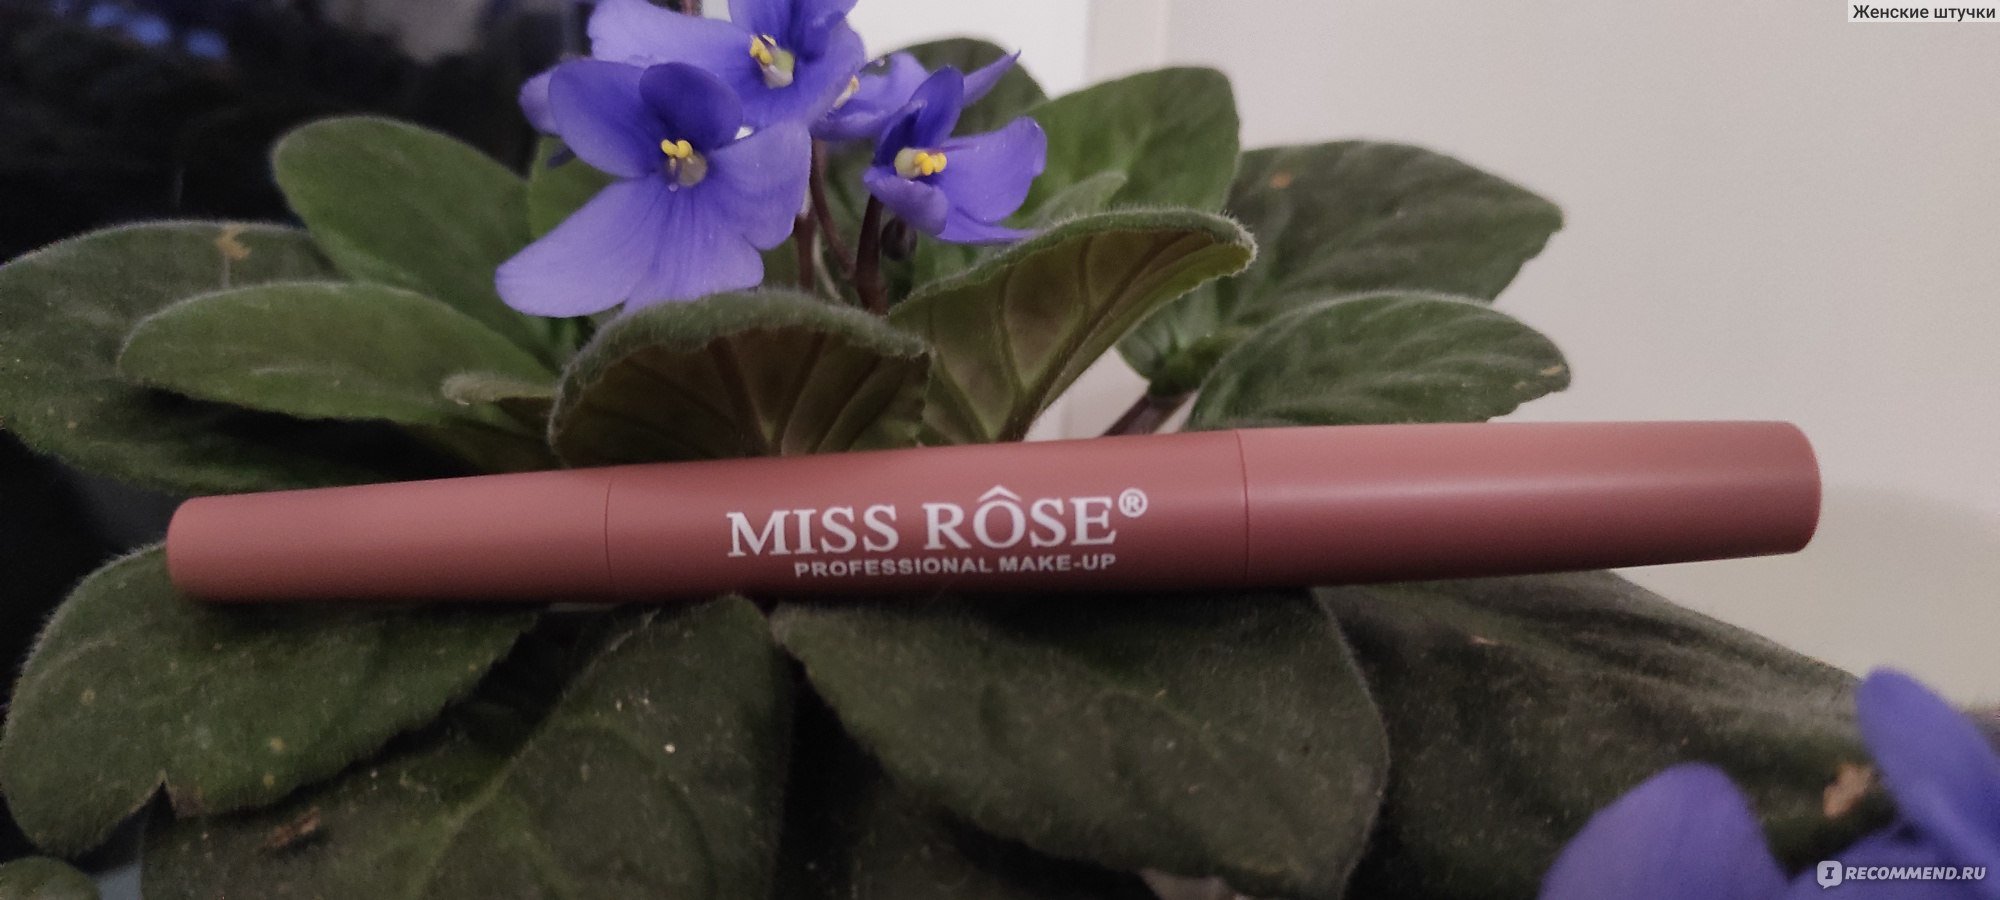 Женские штучки
MISS RÔSE®
PROFESSIONAL MAKE-UP
IRECOMMEND.RU